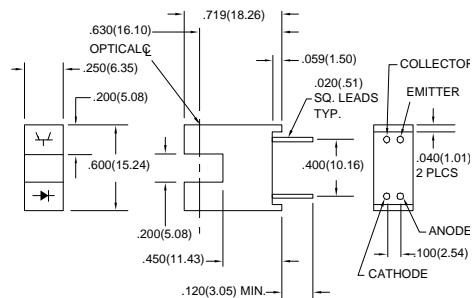 .719(18.26)
.630(16.10)
OPTICAL℄
.059(1.50)
COLLECTOR
.250(6.35)
.020(.51)
SQ. LEADS
TYP.
EMITTER
.200(5.08)
.600(15.24)
.400(10.16)
.040(1.01)
2 PLCS
.200(5.08)
ANODE
.450(11.43)
.100(2.54)
CATHODE
.120(3.05) MIN.